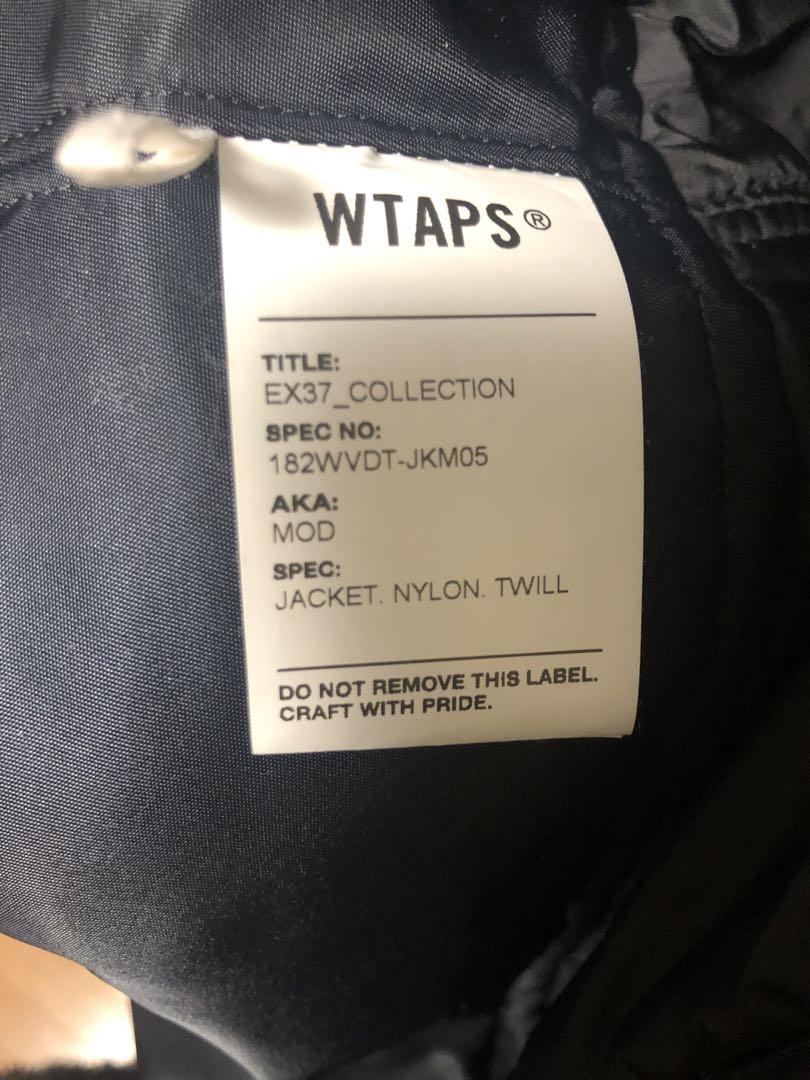 WTAPS®
TITLE:
EX37_COLLECTION
SPEC NO:
182WVDT-JKM05
AKA:
MOD
SPEC:
JACKET. NYLON. TWILL
DO NOT REMOVE THIS LABEL.
CRAFT WITH PRIDE.